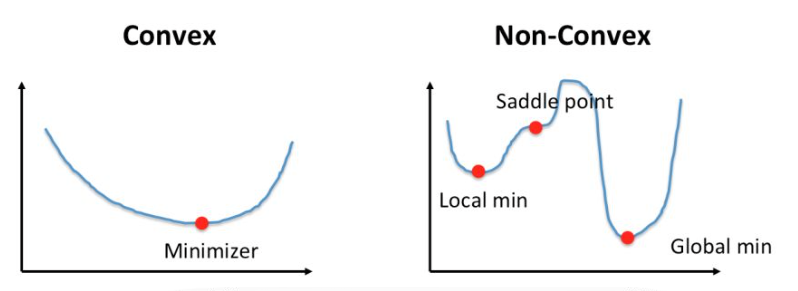 Convex
Minimizer
Non-Convex
Saddle point
Local min
Global min